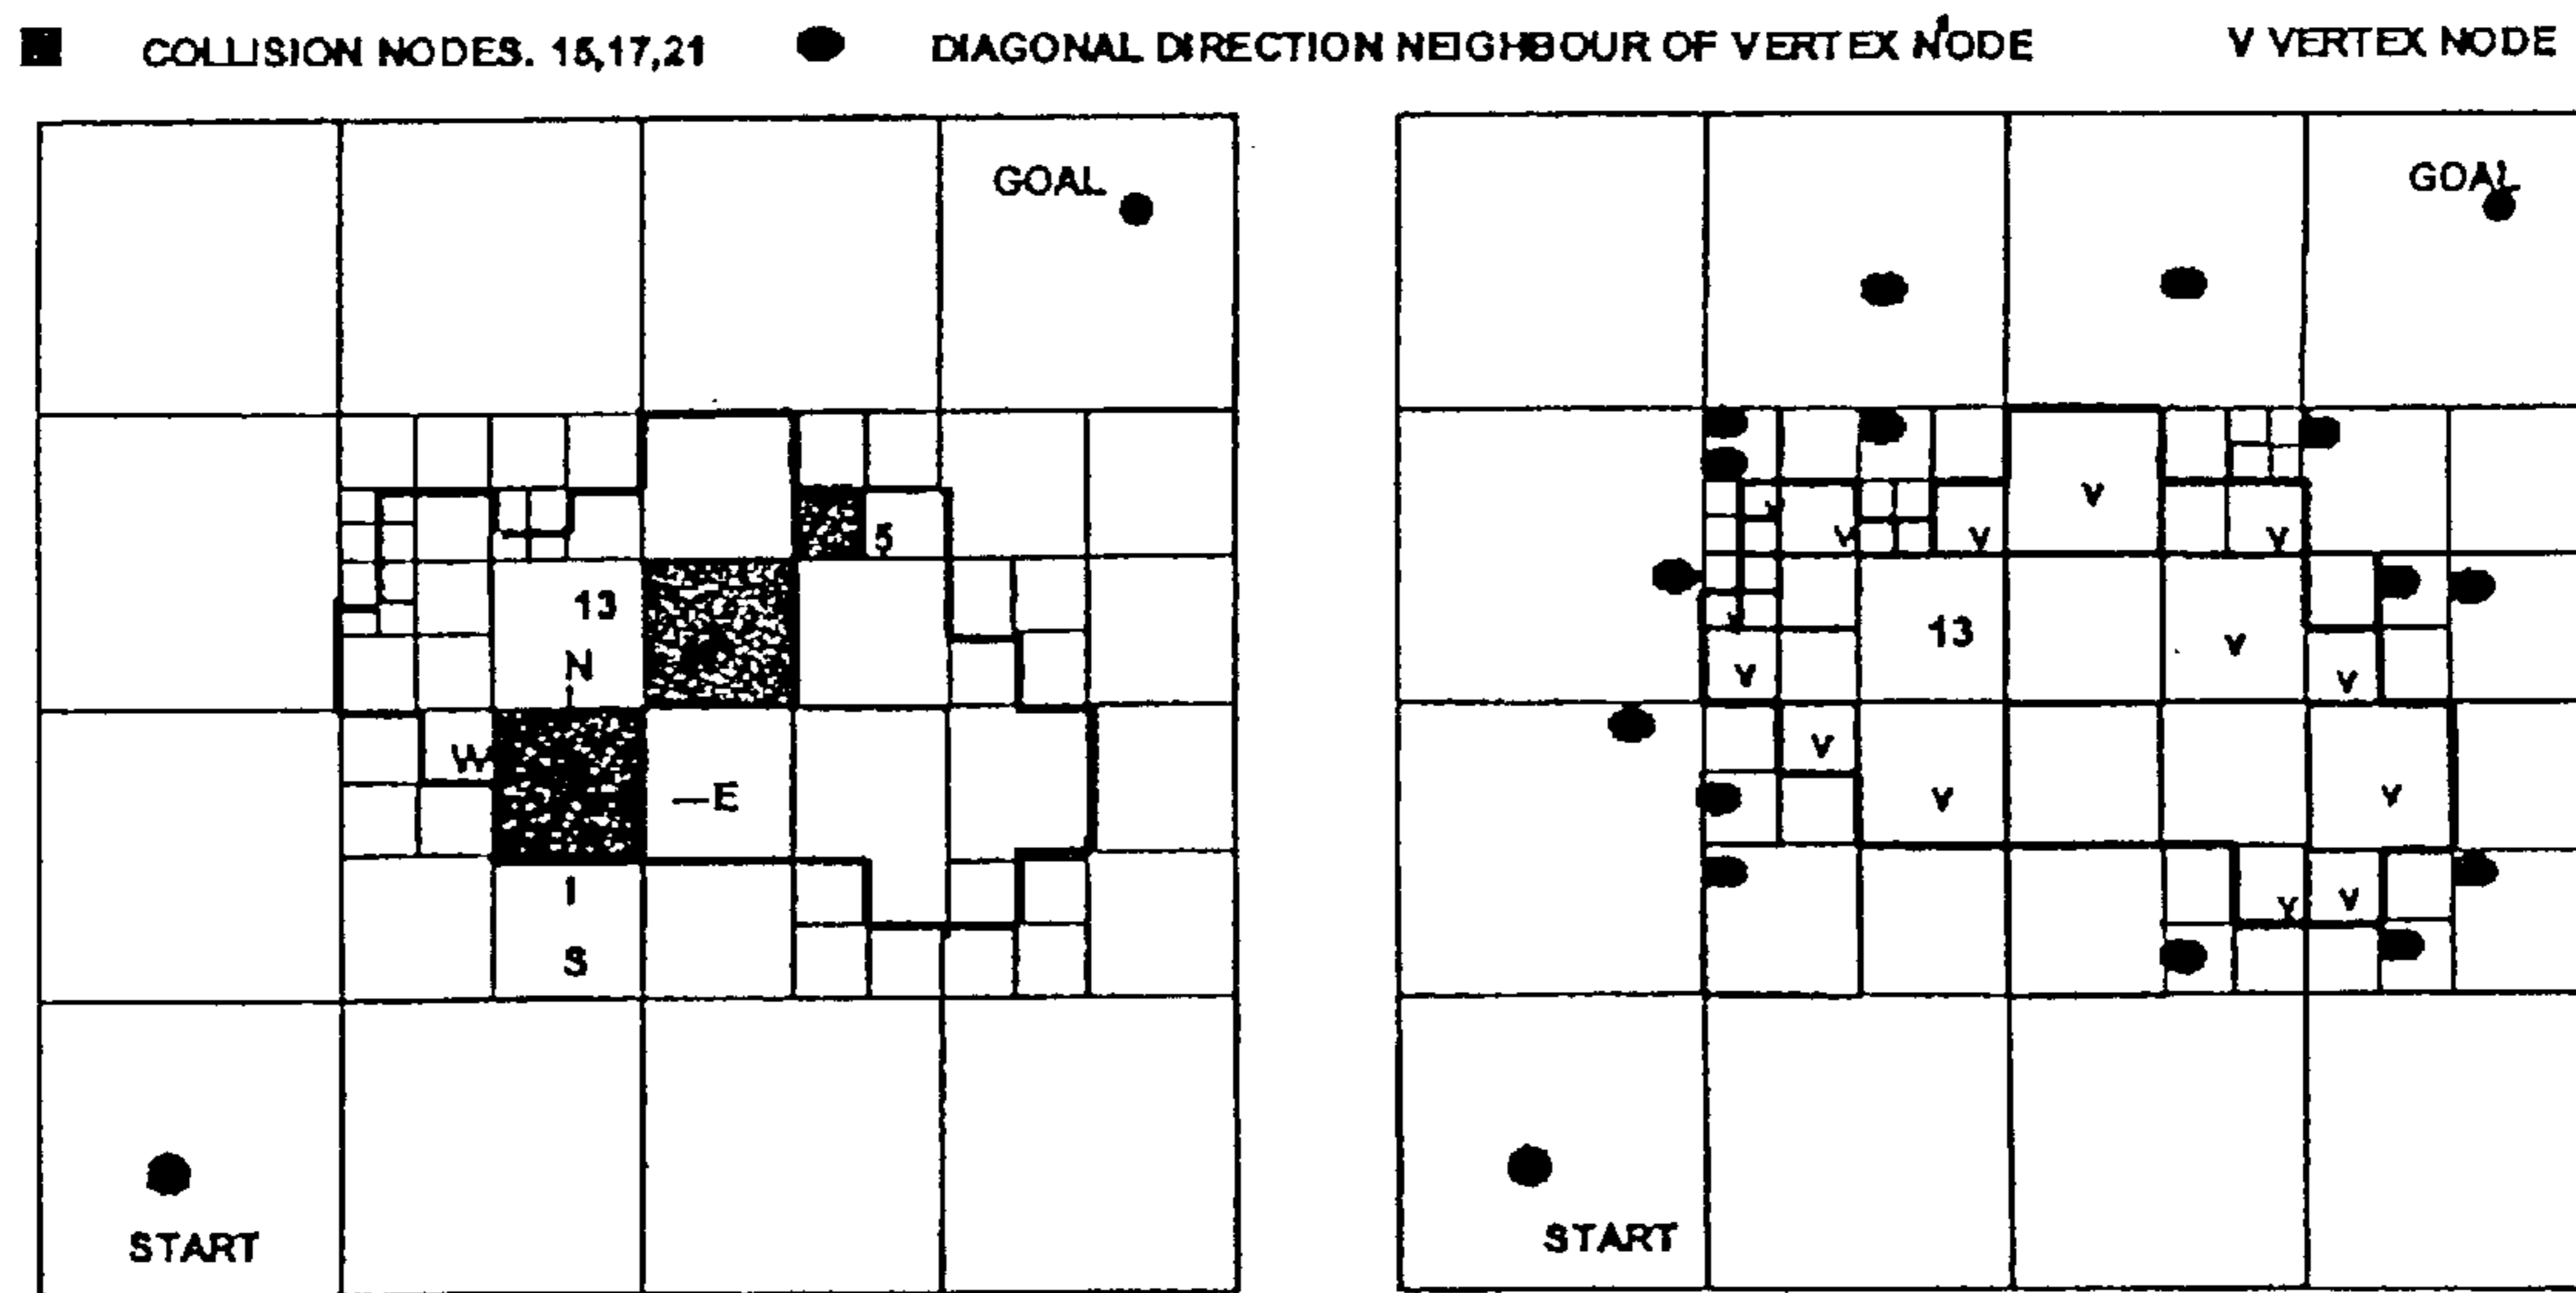 COLLISION NODES. 15,17,21 DIAGONAL DIRECTION NEIGHBOUR OF VERTEX NODE V VERTEX NODE
GOAL
5
13
N
W
E
S
START
GOAL
v
v
v v v
13 v
v
v v
v
v v
v v
START